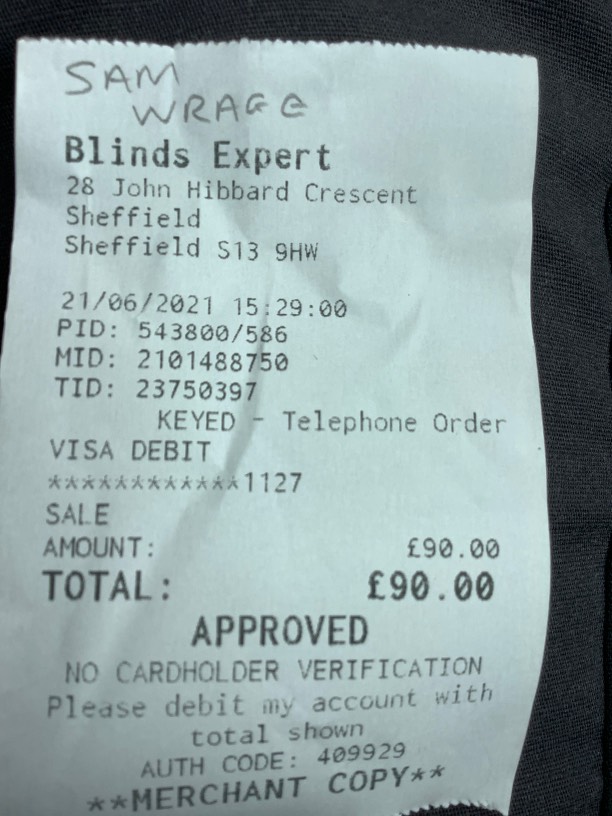 SAM
WRAGG
Blinds Expert
28 John Hibbard Crescent
Sheffield
Sheffield S13 9HW
21/06/2021 15:29:00
PID: 543800/586
MID: 2101488750
TID: 23750397
KEYED - Telephone Order
VISA DEBIT
************1127
SALE
AMOUNT: £90.00
TOTAL: £90.00
APPROVED
NO CARDHOLDER VERIFICATION
Please debit my account with
total shown
AUTH CODE: 409929
**MERCHANT COPY**